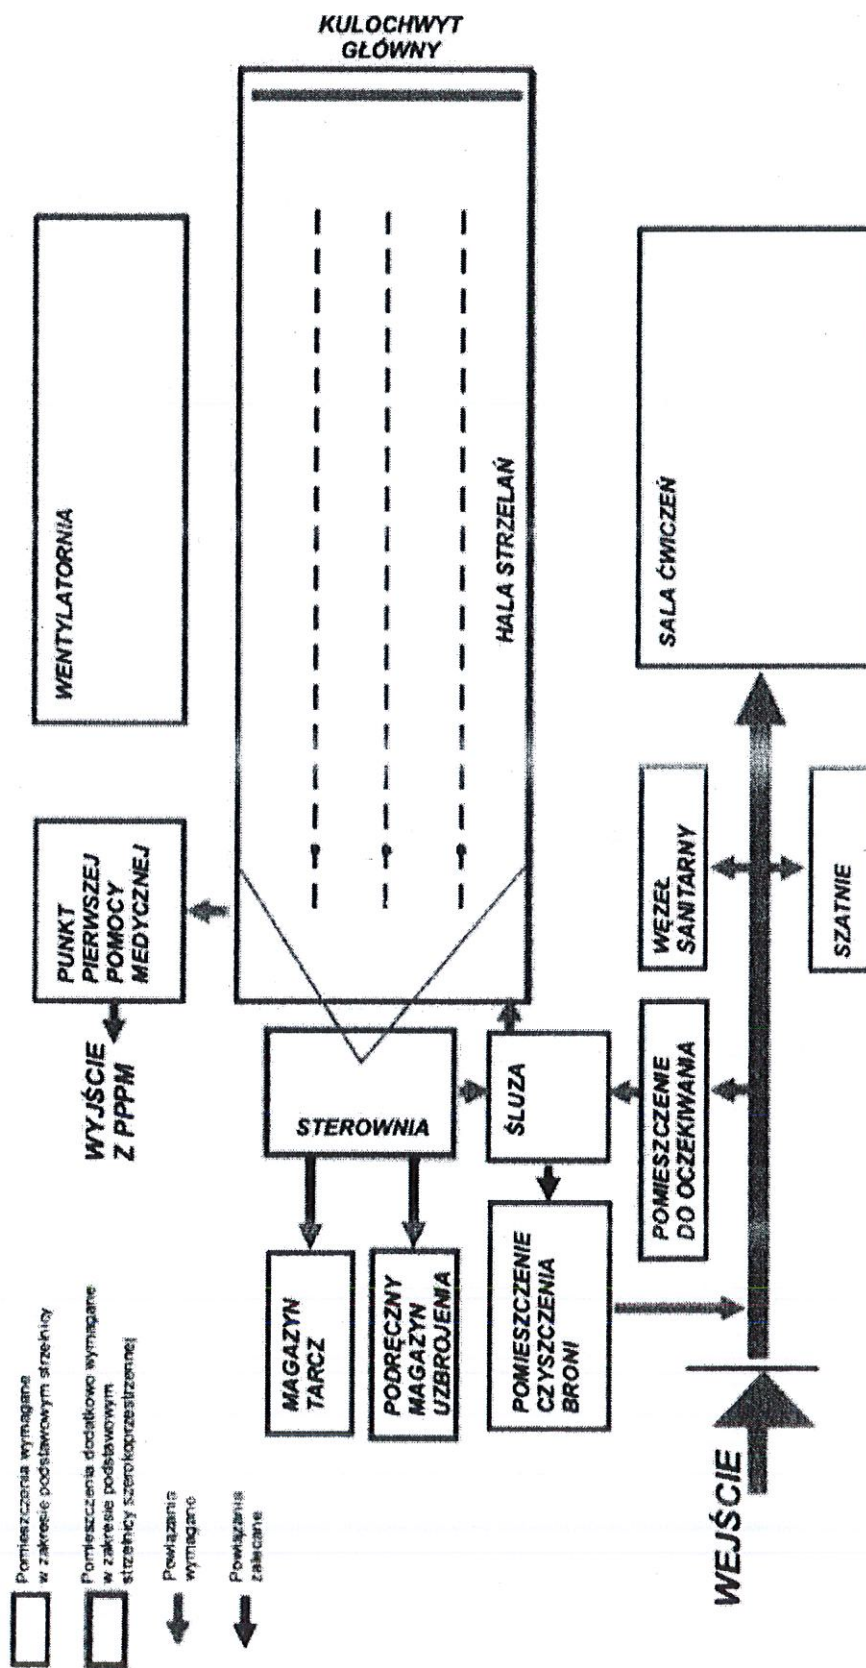 KULOCHWYT
GŁÓWNY
WENTYLATORNIA
HALA STRZELAŃ
SALA ĆWICZEŃ
PUNKT
PIERWSZEJ
POMOCY
MEDYCZNEJ
WYJŚCIE
Z PPPM
STEROWNIA
ŚLUZA
WĘZEŁ
SANITARNY
SZATNIE
POMIESZCZENIE
DO OCZEKIWANIA
MAGAZYN
TARCZ
PODRĘCZNY
MAGAZYN
UZBROJENIA
POMIESZCZENIE
CZYSZCZENIA
BRONI
WEJŚCIE
Pomieszczenia wymagane
w zakresie podstawowym strzelnicy
Pomieszczenia dodatkowo wymagane
w zakresie podstawowym
strzelnicy szerokoprzestrzennej
Powiązania
wymagane
Powiązania
zalecane